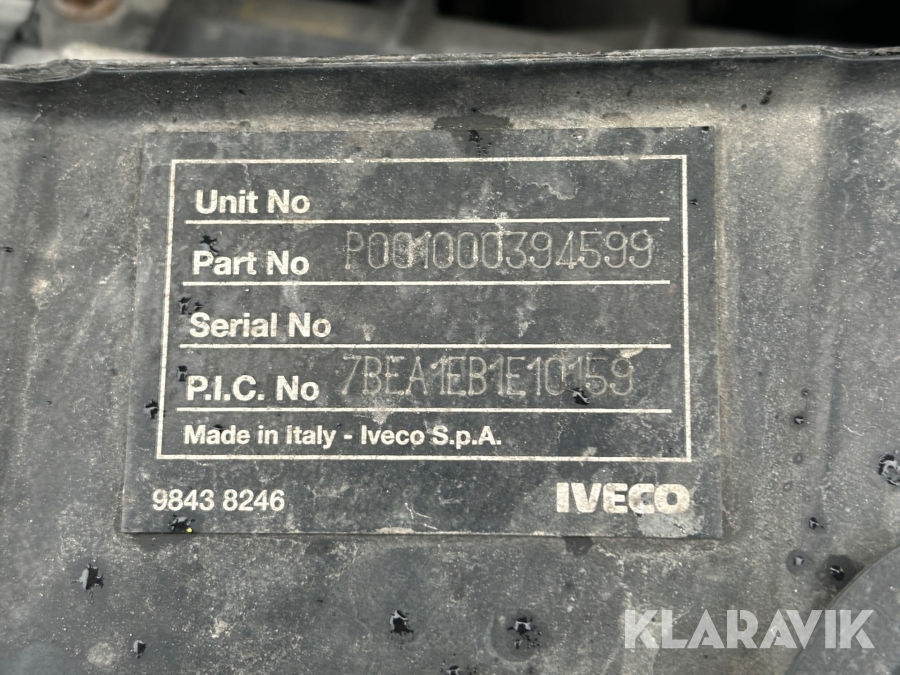 Unit No
Part No P001000394599
Serial No
P.I.C. No 7BEA1EB1E10159
Made in Italy - Iveco S.p.A.
9843 8246 IVECO
KLARAVIK